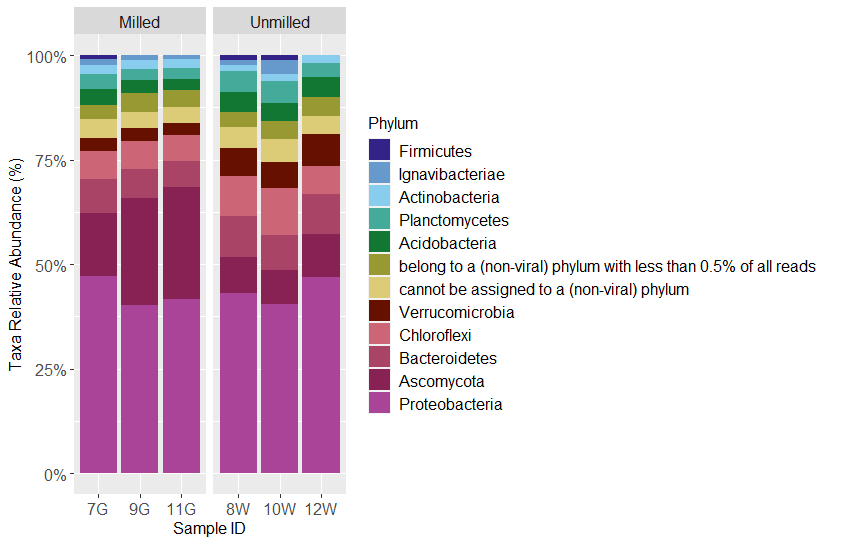 Milled
Unmilled
100%
75%
50%
25%
0%
Taxa Relative Abundance (%)
7G
9G
11G
8W
10W
12W
Sample ID
Phylum
Firmicutes
Ignavibacteriae
Actinobacteria
Planctomycetes
Acidobacteria
belong to a (non-viral) phylum with less than 0.5% of all reads
cannot be assigned to a (non-viral) phylum
Verrucomicrobia
Chloroflexi
Bacteroidetes
Ascomycota
Proteobacteria